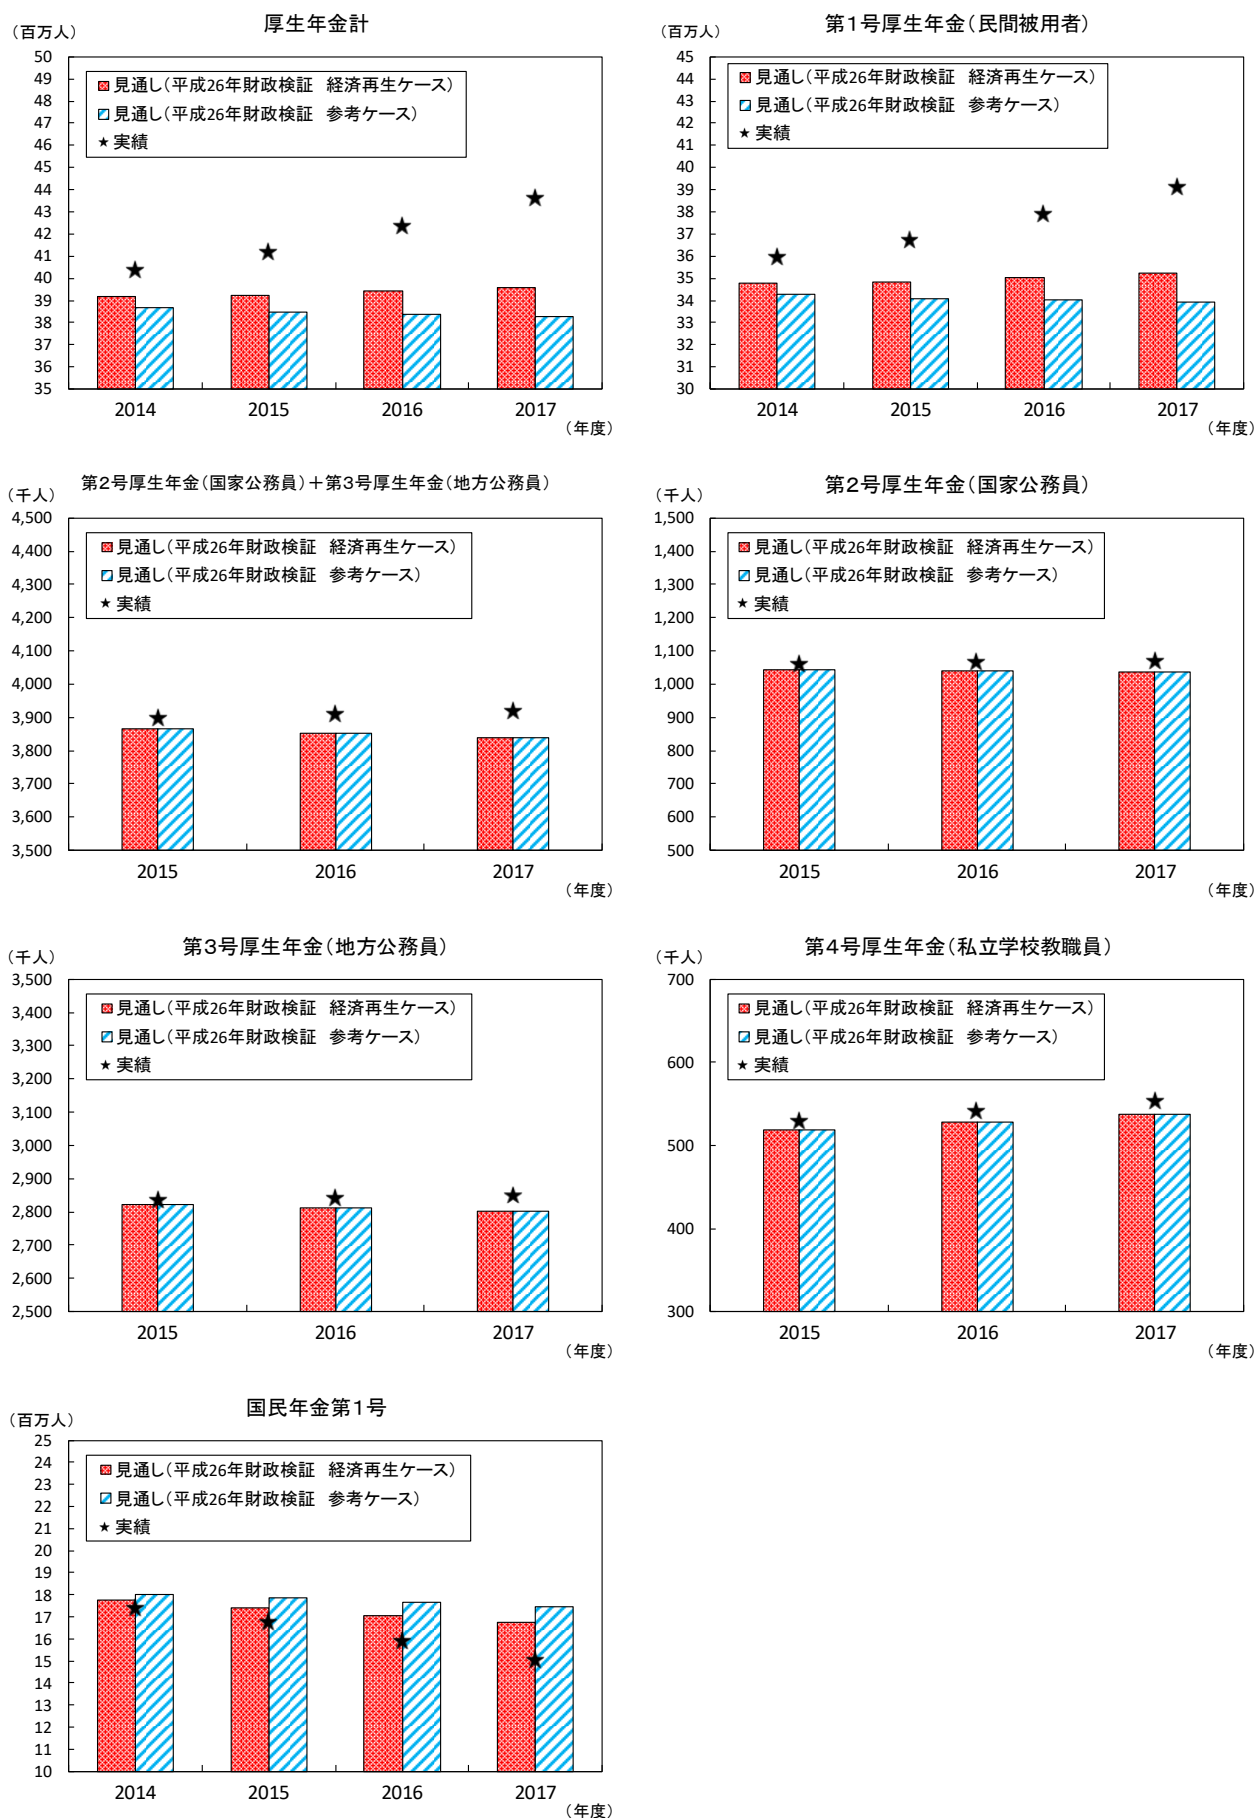 厚生年金計
（百万人）
50
49
48
47
46
45
44
43
42
41
40
39
38
37
36
35
見通し（平成26年財政検証　経済再生ケース）
見通し（平成26年財政検証　参考ケース）
★実績
2014
2015
2016
2017
（年度）
第1号厚生年金（民間被用者）
（百万人）
45
44
43
42
41
40
39
38
37
36
35
34
33
32
31
30
見通し（平成26年財政検証　経済再生ケース）
見通し（平成26年財政検証　参考ケース）
★実績
2014
2015
2016
2017
（年度）
第2号厚生年金（国家公務員）＋第3号厚生年金（地方公務員）
（千人）
4,500
4,400
4,300
4,200
4,100
4,000
3,900
3,800
3,700
3,600
3,500
見通し（平成26年財政検証　経済再生ケース）
見通し（平成26年財政検証　参考ケース）
★実績
2015
2016
2017
（年度）
第2号厚生年金（国家公務員）
（千人）
1,500
1,400
1,300
1,200
1,100
1,000
900
800
700
600
500
見通し（平成26年財政検証　経済再生ケース）
見通し（平成26年財政検証　参考ケース）
★実績
2015
2016
2017
（年度）
第3号厚生年金（地方公務員）
（千人）
3,500
3,400
3,300
3,200
3,100
3,000
2,900
2,800
2,700
2,600
2,500
見通し（平成26年財政検証　経済再生ケース）
見通し（平成26年財政検証　参考ケース）
★実績
2015
2016
2017
（年度）
第4号厚生年金（私立学校教職員）
（千人）
700
600
500
400
300
見通し（平成26年財政検証　経済再生ケース）
見通し（平成26年財政検証　参考ケース）
★実績
2015
2016
2017
（年度）
国民年金第1号
（百万人）
25
24
23
22
21
20
19
18
17
16
15
14
13
12
11
10
見通し（平成26年財政検証　経済再生ケース）
見通し（平成26年財政検証　参考ケース）
★実績
2014
2015
2016
2017
（年度）